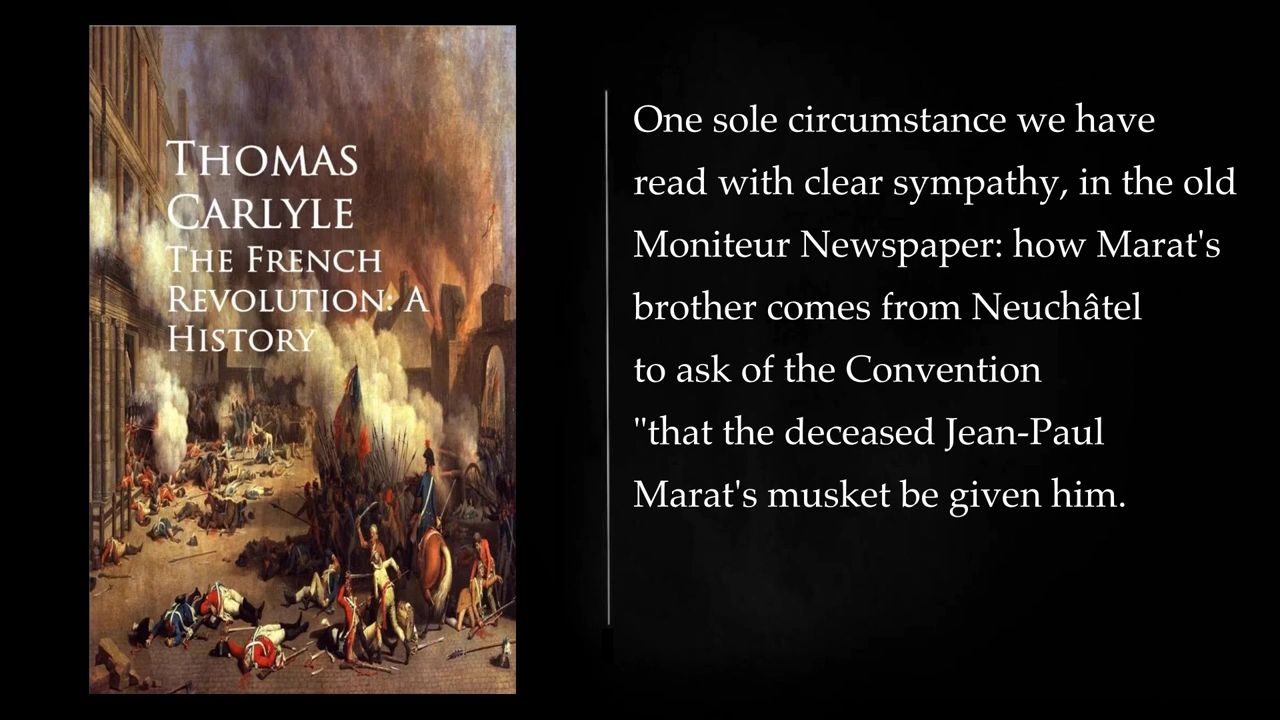 THOMAS
CARLYLE
THE FRENCH
REVOLUTION: A
HISTORY
One sole circumstance we have
read with clear sympathy, in the old
Moniteur Newspaper: how Marat's
brother comes from Neuchâtel
to ask of the Convention
"that the deceased Jean-Paul
Marat's musket be given him.